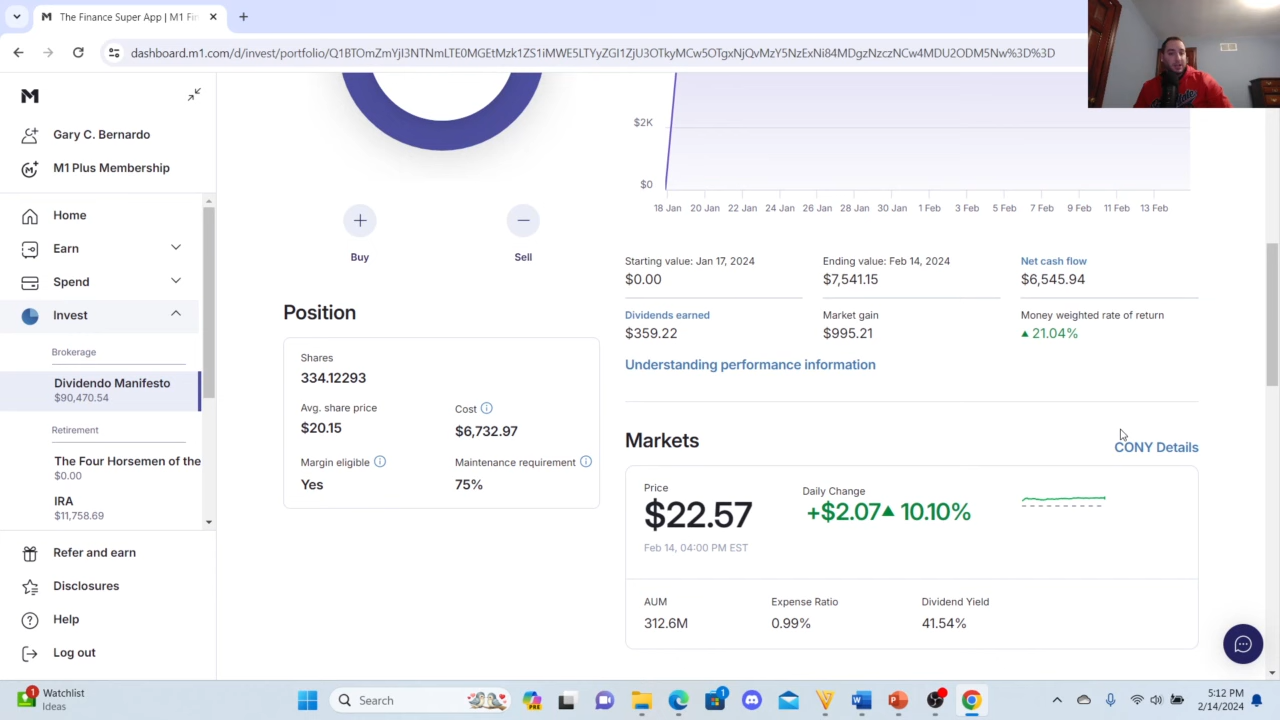 The Finance Super App | M1 Fin
dashboard.m1.com/d/invest/portfolio/Q1BTOmZmYjI3NTNmLTE0MGEtMzk1ZS1iMWE5LTYyZGI1ZjU3OTkyMCw5OTgxNjQvMzY5NzExNi84MDgzNzczNCw4MDU2ODM5Nw%3D%3D
Gary C. Bernardo
M1 Plus Membership
Home
Earn
Spend
Invest
Brokerage
Dividendo Manifesto
$90,470.54
Retirement
The Four Horsemen of the
$0.00
IRA
$11,758.69
Refer and earn
Disclosures
Help
Log out
Buy
Sell
Position
Shares
334.12293
Avg. share price
$20.15
Cost
$6,732.97
Margin eligible
Yes
Maintenance requirement
75%
$2K
$0
18 Jan 20 Jan 22 Jan 24 Jan 26 Jan 28 Jan 30 Jan 1 Feb 3 Feb 5 Feb 7 Feb 9 Feb 11 Feb 13 Feb
Starting value: Jan 17, 2024
$0.00
Ending value: Feb 14, 2024
$7,541.15
Net cash flow
$6,545.94
Dividends earned
$359.22
Market gain
$995.21
Money weighted rate of return
21.04%
Understanding performance information
Markets
CONY Details
Price
$22.57
Feb 14, 04:00 PM EST
Daily Change
+$2.07 10.10%
AUM
312.6M
Expense Ratio
0.99%
Dividend Yield
41.54%
1
Watchlist
Ideas
Search
1
5:12 PM
2/14/2024